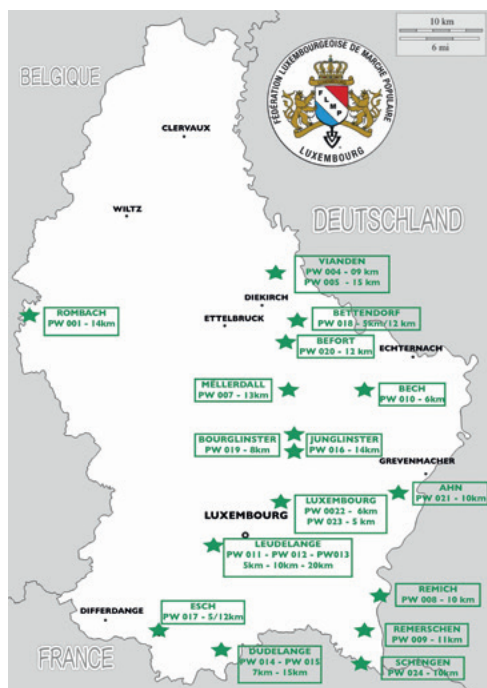 10 km
6 mi
FÉDÉRATION LUXEMBOURGEOISE DE MARCHE POPULAIRE
F L M P
LUXEMBOURG
BELGIQUE
CLERVAUX
WILTZ
DEUTSCHLAND
VIANDEN
PW 004 - 09 km
PW 005 - 15 km
DIEKIRCH
ROMBACH
PW 001 - 14km
ETTELBRUCK
BETTENDORF
PW 018 - 5km/12 km
BEFORT
PW 020 - 12 km
ECHTERNACH
MËLLERDALL
PW 007 - 13km
BECH
PW 010 - 6km
BOURGLINSTER
PW 019 - 8km
JUNGLINSTER
PW 016 - 14km
GREVENMACHER
AHN
PW 021 - 10km
LUXEMBOURG
PW 0022 - 6km
PW 023 - 5 km
LUXEMBOURG
LEUDELANGE
PW 011 - PW 012 - PW013
5km - 10km - 20km
REMICH
PW 008 - 10 km
ESCH
PW 017 - 5/12km
DIFFERDANGE
REMERSCHEN
PW 009 - 11km
FRANCE
DUDELANGE
PW 014 - PW 015
7km - 15km
SCHENGEN
PW 024 - 10km